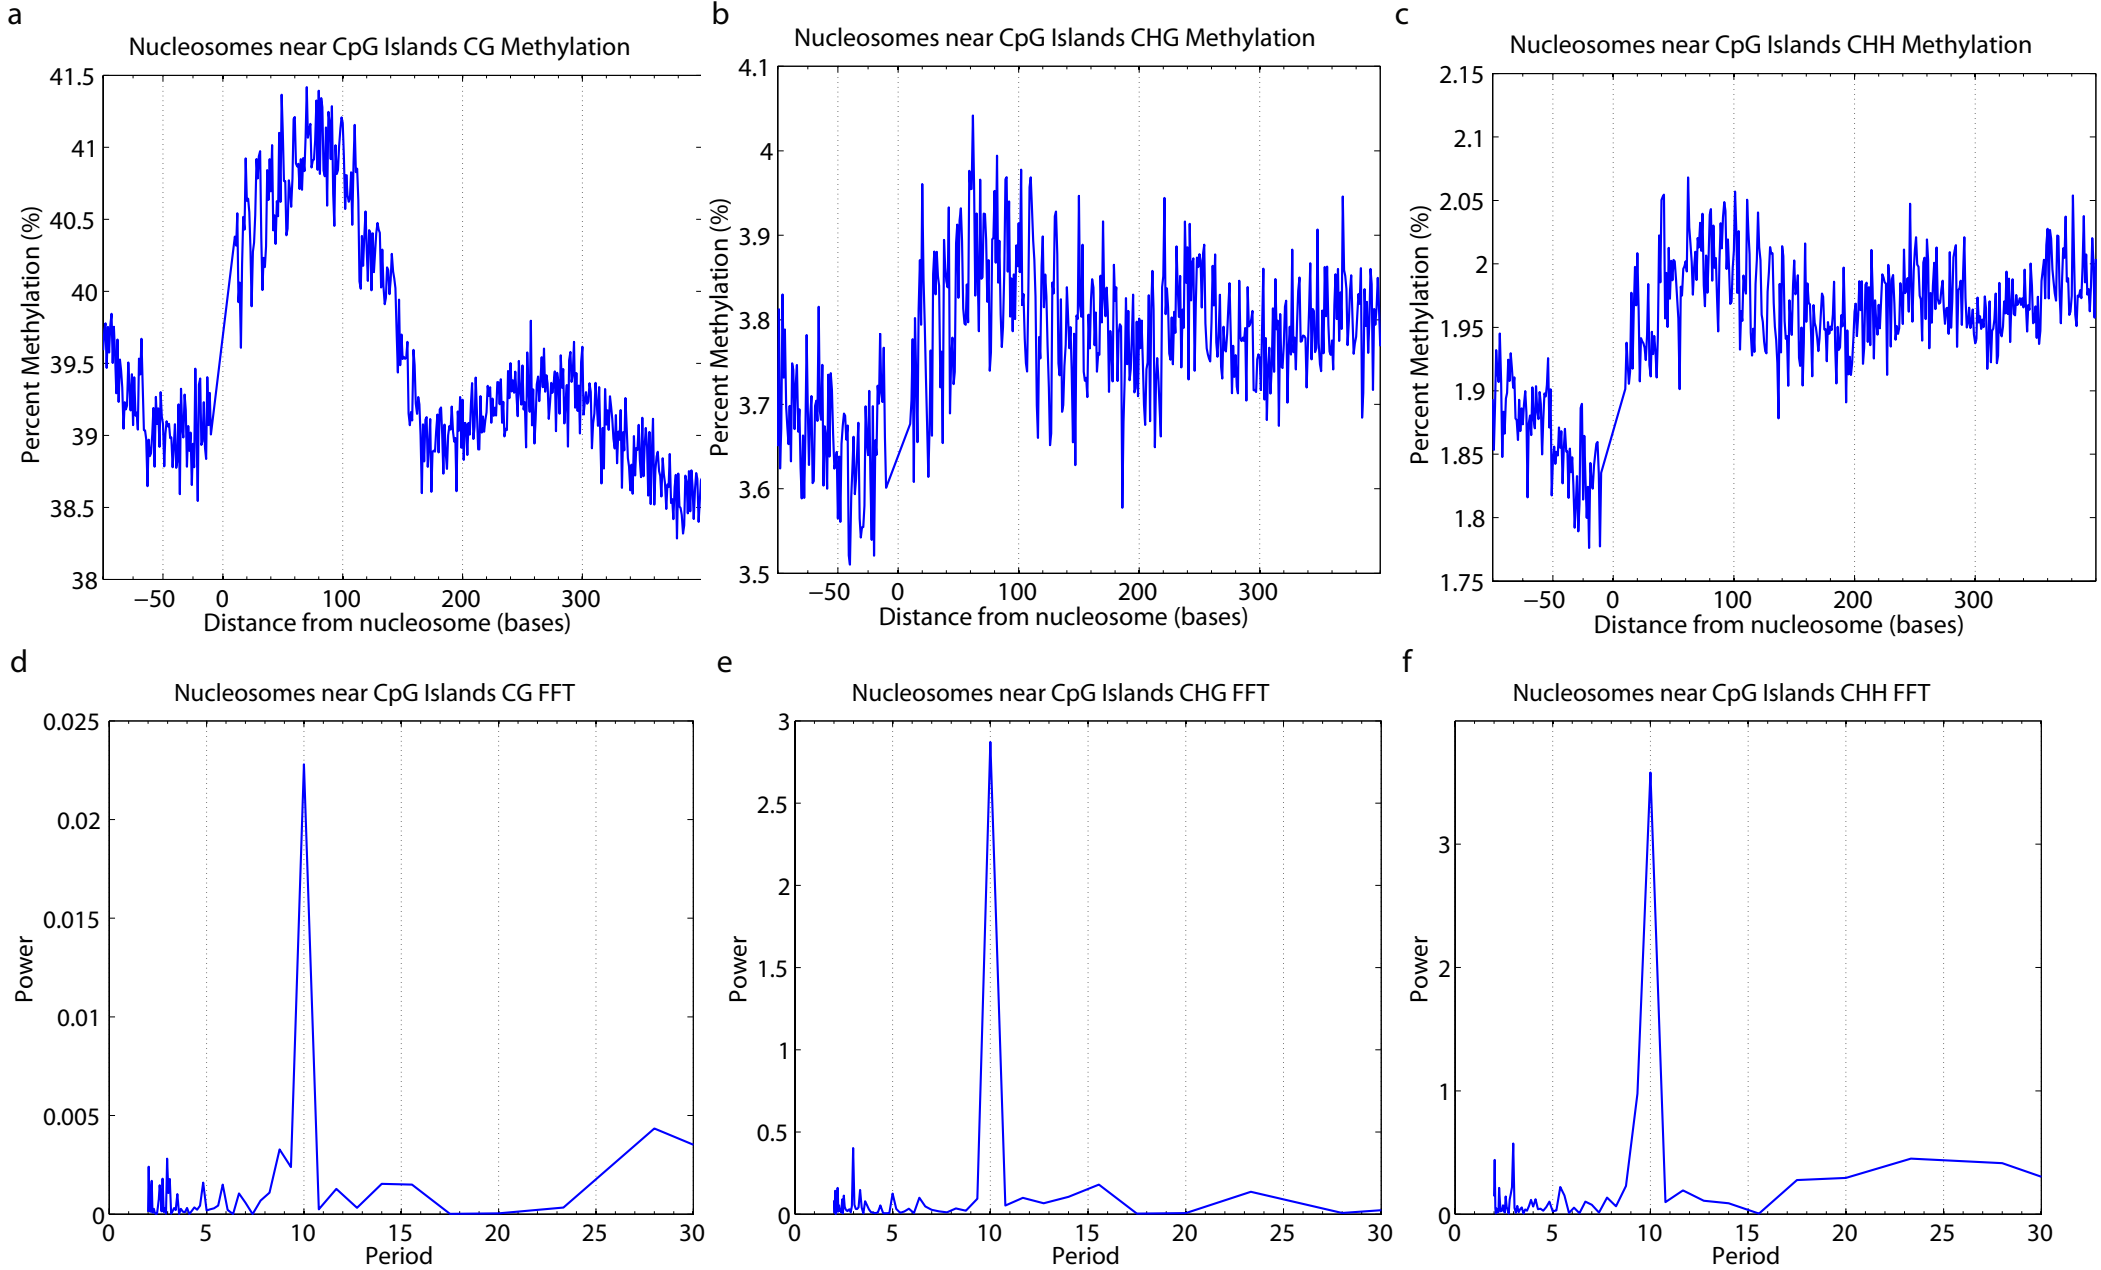 a
Nucleosomes near CpG Islands CG Methylation
41.5
41
40.5
40
39.5
39
38.5
38
Percent Methylation (%)
−50 0 100 200 300
Distance from nucleosome (bases)
b
Nucleosomes near CpG Islands CHG Methylation
4.1
4
3.9
3.8
3.7
3.6
3.5
Percent Methylation (%)
−50 0 100 200 300
Distance from nucleosome (bases)
c
Nucleosomes near CpG Islands CHH Methylation
2.15
2.1
2.05
2
1.95
1.9
1.85
1.8
1.75
Percent Methylation (%)
−50 0 100 200 300
Distance from nucleosome (bases)
d
Nucleosomes near CpG Islands CG FFT
0.025
0.02
0.015
0.01
0.005
0
Power
0 5 10 15 20 25 30
Period
e
Nucleosomes near CpG Islands CHG FFT
3
2.5
2
1.5
1
0.5
0
Power
0 5 10 15 20 25 30
Period
f
Nucleosomes near CpG Islands CHH FFT
3
2
1
0
Power
0 5 10 15 20 25 30
Period